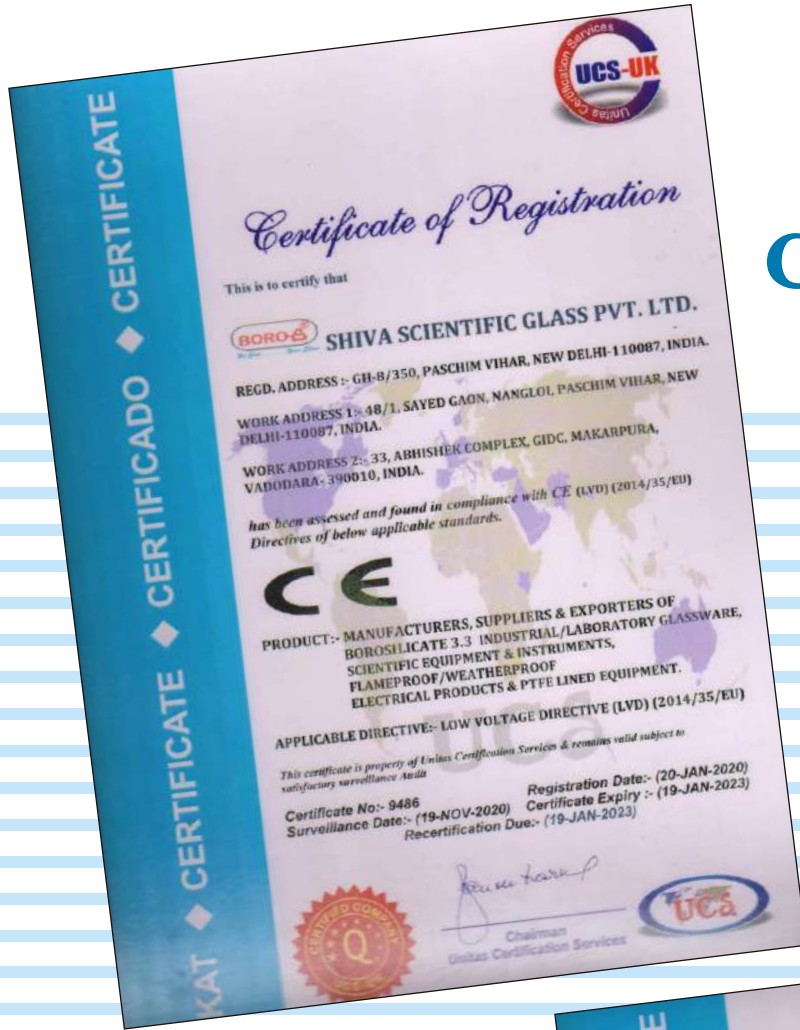 UCS-UK
Unitas Certification Services
Certificate of Registration
This is to certify that
BORO-S SHIVA SCIENTIFIC GLASS PVT. LTD.
REGD. ADDRESS :- GH-8/350, PASCHIM VIHAR, NEW DELHI-110087, INDIA.
WORK ADDRESS 1:- 48/1, SAYED GAON, NANGLOI, PASCHIM VIHAR, NEW
DELHI-110087, INDIA.
WORK ADDRESS 2:- 33, ABHISHEK COMPLEX, GIDC, MAKARPURA,
VADODARA- 390010, INDIA.
has been assessed and found in compliance with CE (LVD) (2014/35/EU)
Directives of below applicable standards.
CE
PRODUCT:- MANUFACTURERS, SUPPLIERS & EXPORTERS OF
BOROSILICATE 3.3 INDUSTRIAL/LABORATORY GLASSWARE,
SCIENTIFIC EQUIPMENT & INSTRUMENTS,
FLAMEPROOF/WEATHERPROOF
ELECTRICAL PRODUCTS & PTFE LINED EQUIPMENT.
APPLICABLE DIRECTIVE:- LOW VOLTAGE DIRECTIVE (LVD) (2014/35/EU)
This certificate is property of Unitas Certification Services & remains valid subject to
satisfactory surveillance Audit
Certificate No:- 9486 Registration Date:- (20-JAN-2020)
Surveillance Date:- (19-NOV-2020) Certificate Expiry :- (19-JAN-2023)
Recertification Due:- (19-JAN-2023)
CERTIFIED COMPANY
Q
Chairman
Unitas Certification Services
UCa
UCa
KAT ◆ CERTIFICATE ◆ CERTIFICADO ◆ CERTIFICATE
C
E